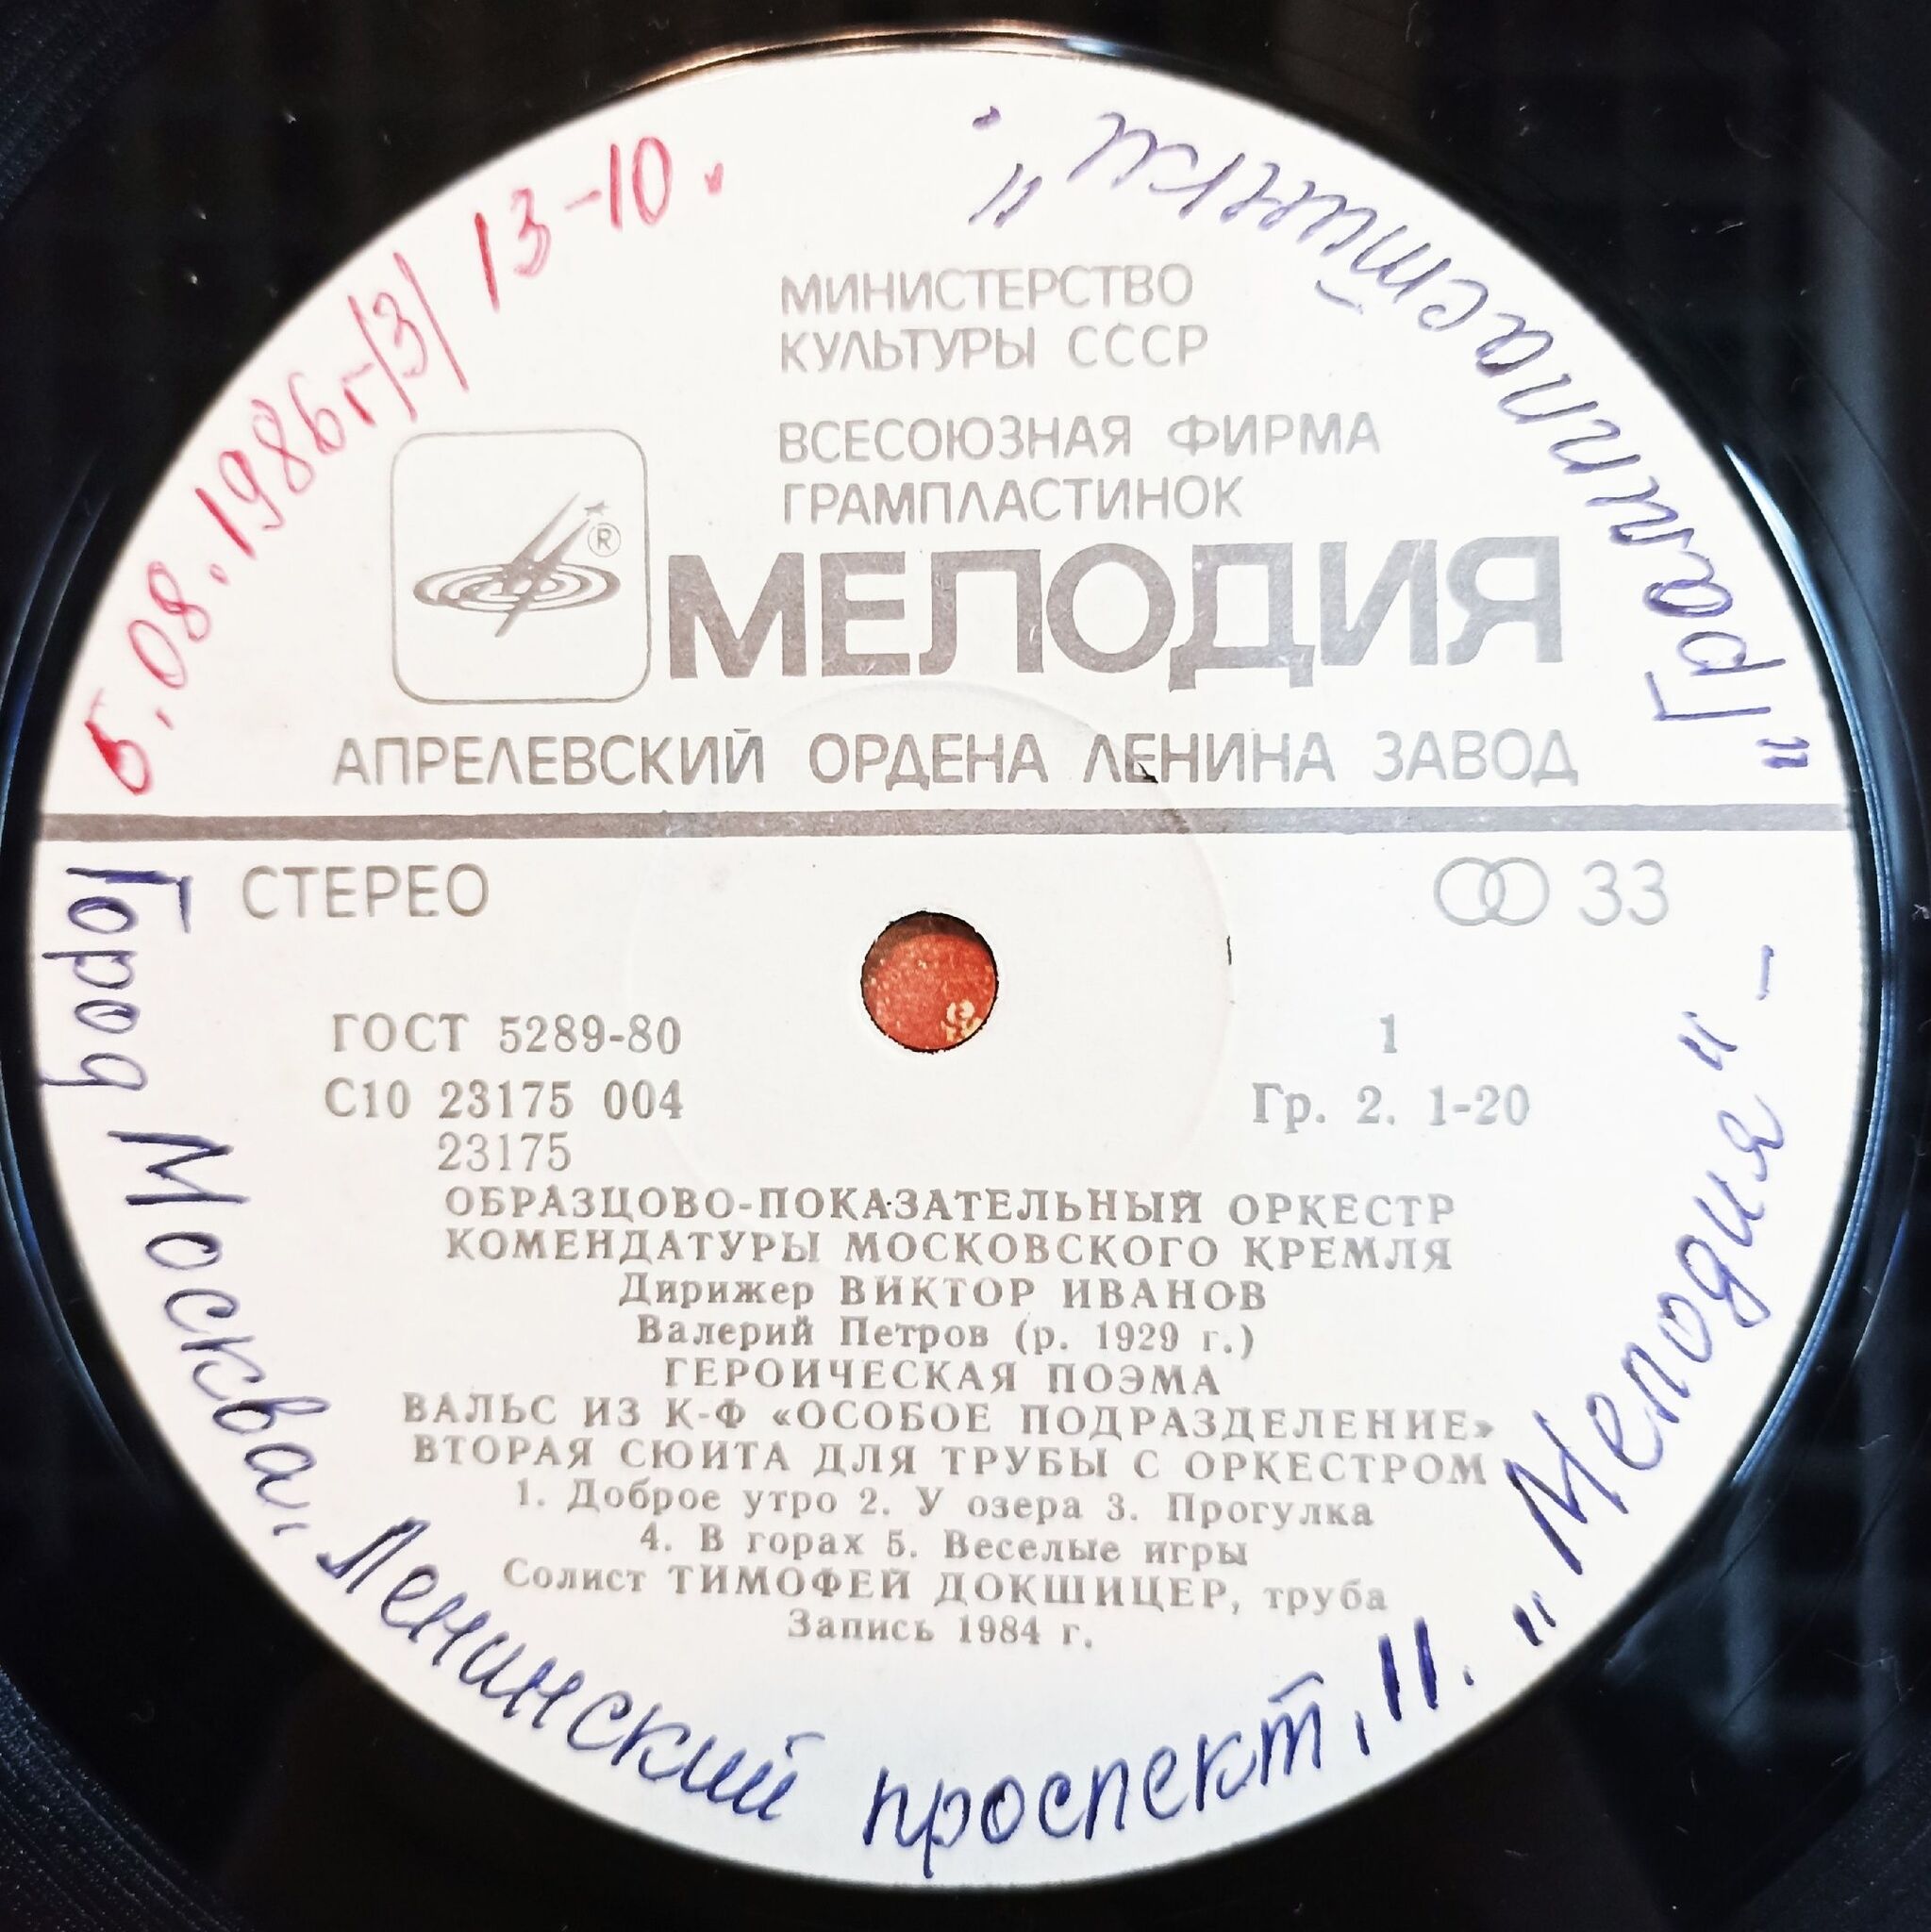 5.08.1986г/3/ 13-10.
МИНИСТЕРСТВО
КУЛЬТУРЫ СССР
ВСЕСОЮЗНАЯ ФИРМА
ГРАМПЛАСТИНОК
®
МЕЛОДИЯ
АПРЕЛЕВСКИЙ ОРДЕНА ЛЕНИНА ЗАВОД
СТЕРЕО
33
ГОСТ 5289-80
1
С10 23175 004
Гр. 2. 1-20
23175
ОБРАЗЦОВО-ПОКАЗАТЕЛЬНЫЙ ОРКЕСТР
КОМЕНДАТУРЫ МОСКОВСКОГО КРЕМЛЯ
Дирижер ВИКТОР ИВАНОВ
Валерий Петров (р. 1929 г.)
ГЕРОИЧЕСКАЯ ПОЭМА
ВАЛЬС ИЗ К-Ф «ОСОБОЕ ПОДРАЗДЕЛЕНИЕ»
ВТОРАЯ СЮИТА ДЛЯ ТРУБЫ С ОРКЕСТРОМ
1. Доброе утро 2. У озера 3. Прогулка
4. В горах 5. Веселые игры
Солист ТИМОФЕЙ ДОКШИЦЕР, труба
Запись 1984 г.
Город Москва, Ленинский проспект, 11. "Мелодия" -